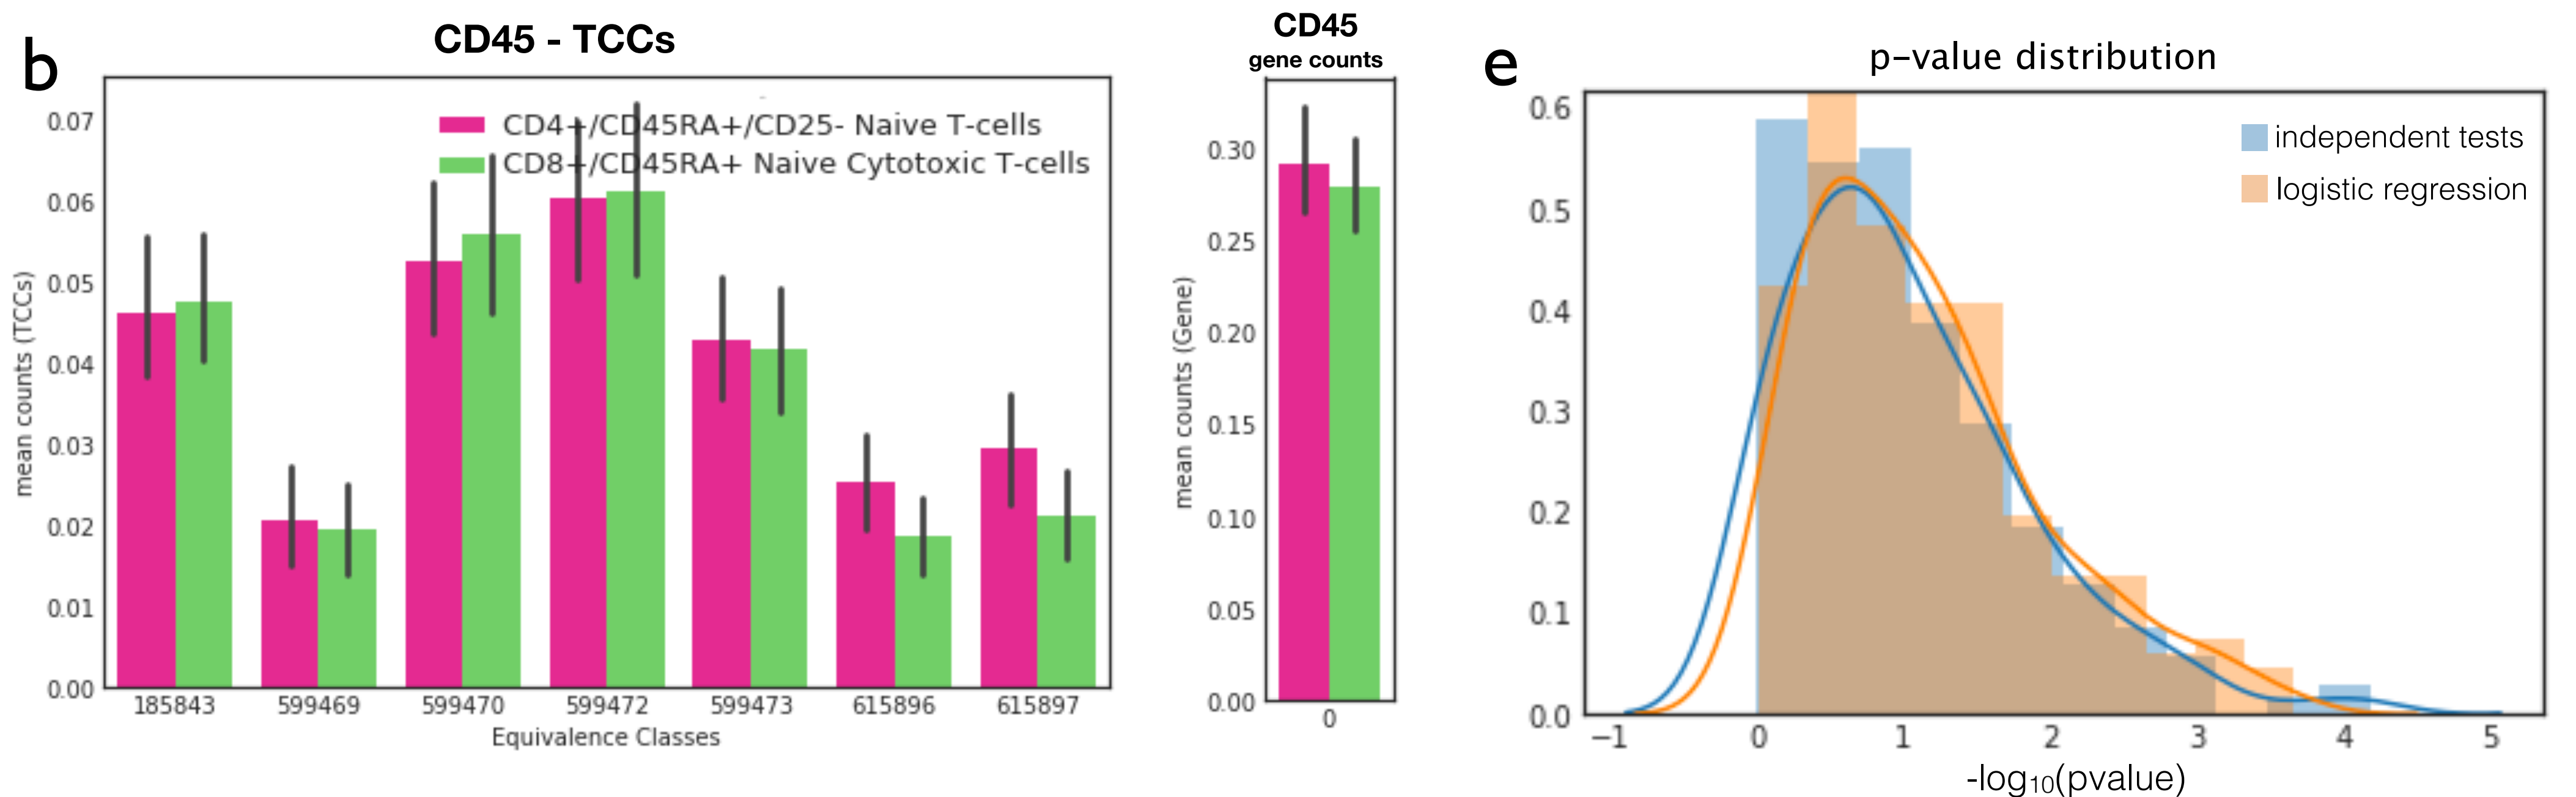 b
CD45 - TCCs
CD4+/CD45RA+/CD25- Naive T-cells
CD8+/CD45RA+ Naive Cytotoxic T-cells
mean counts (TCCs)
0.07
0.06
0.05
0.04
0.03
0.02
0.01
0.00
185843 599469 599470 599472 599473 615896 615897
Equivalence Classes
CD45
gene counts
mean counts (Gene)
0.30
0.25
0.20
0.15
0.10
0.05
0.00
0
e
p-value distribution
independent tests
logistic regression
0.6
0.5
0.4
0.3
0.2
0.1
0.0
−1 0 1 2 3 4 5
-log₁₀(pvalue)